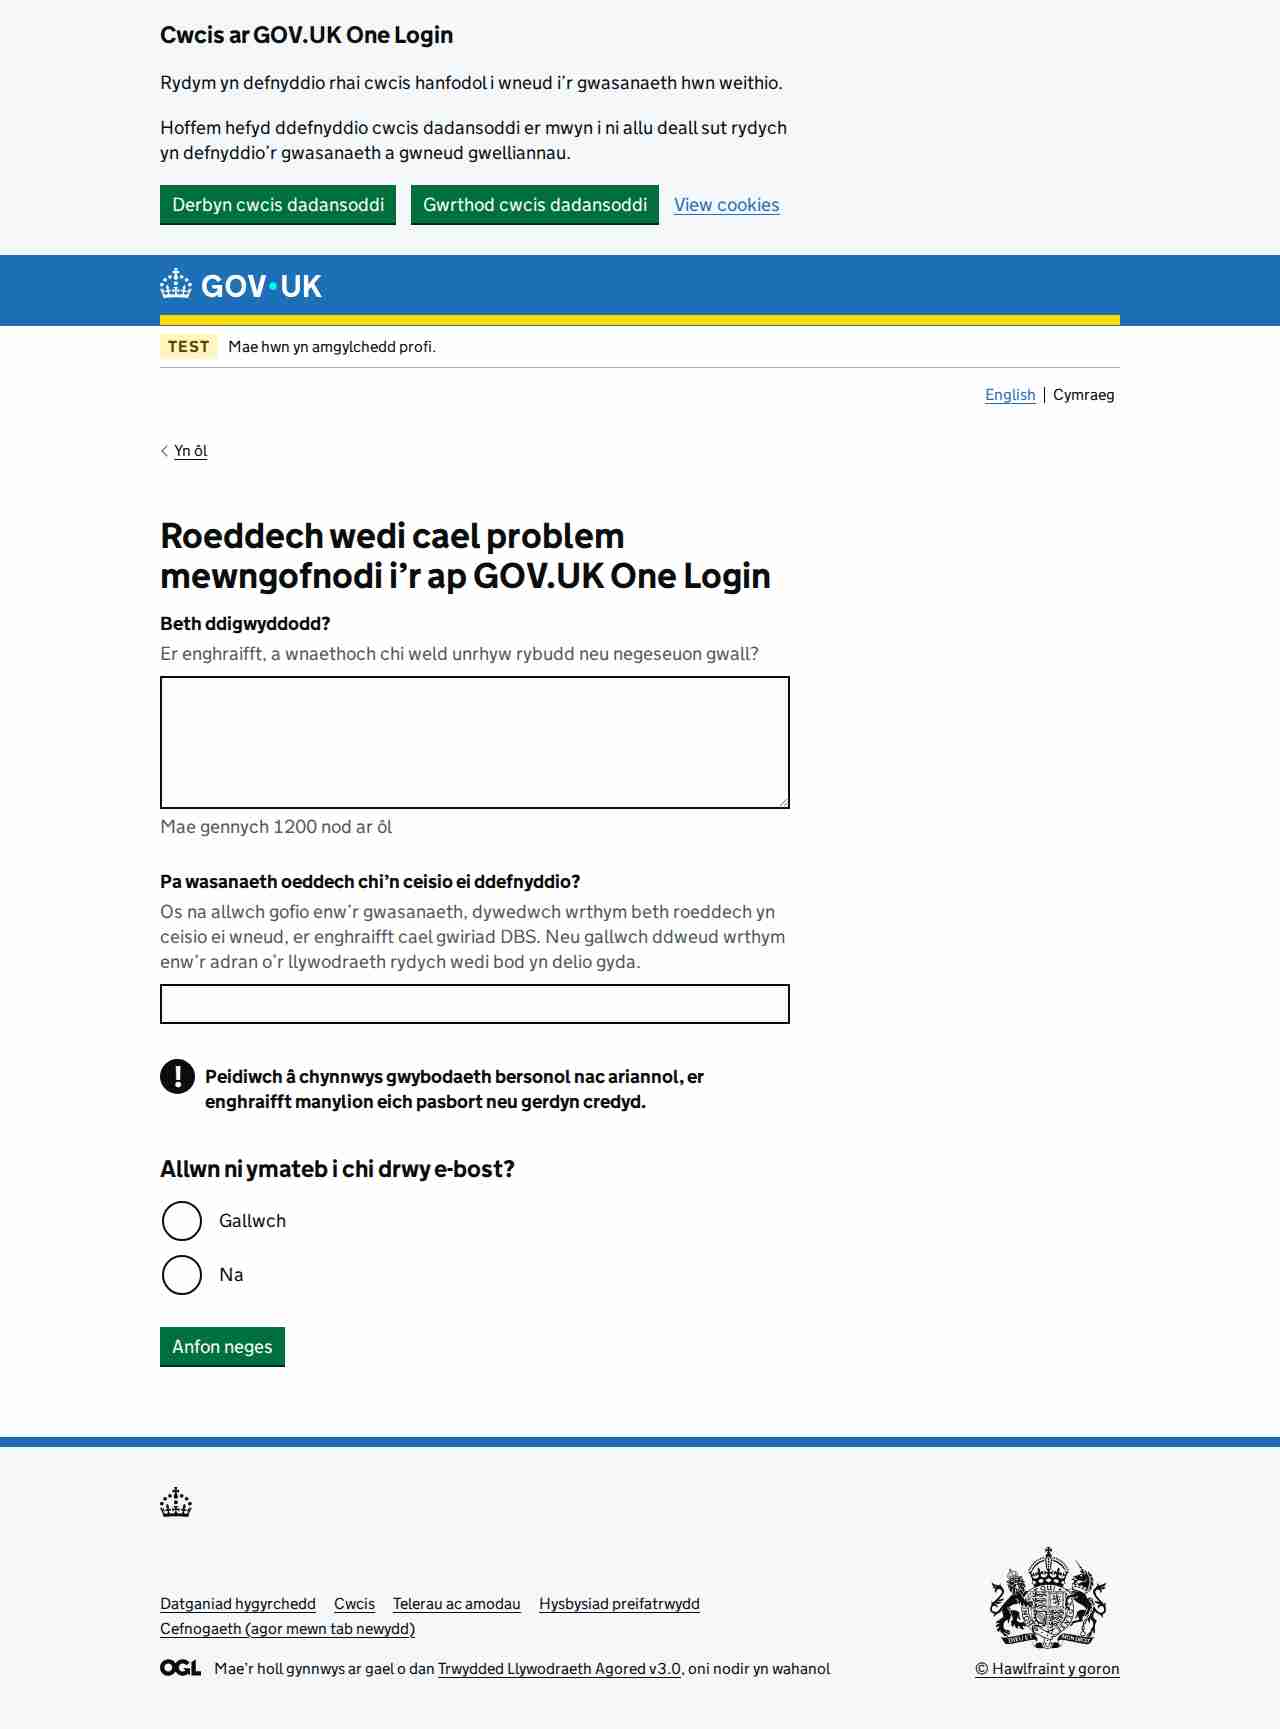 Cwcis ar GOV.UK One Login
Rydym yn defnyddio rhai cwcis hanfodol i wneud i’r gwasanaeth hwn weithio.
Hoffem hefyd ddefnyddio cwcis dadansoddi er mwyn i ni allu deall sut rydych
yn defnyddio’r gwasanaeth a gwneud gwelliannau.
Derbyn cwcis dadansoddi Gwrthod cwcis dadansoddi View cookies
GOV·UK
TEST Mae hwn yn amgylchedd profi.
English | Cymraeg
Yn ôl
Roeddech wedi cael problem
mewngofnodi i’r ap GOV.UK One Login
Beth ddigwyddodd?
Er enghraifft, a wnaethoch chi weld unrhyw rybudd neu negeseuon gwall?
Mae gennych 1200 nod ar ôl
Pa wasanaeth oeddech chi’n ceisio ei ddefnyddio?
Os na allwch gofio enw’r gwasanaeth, dywedwch wrthym beth roeddech yn
ceisio ei wneud, er enghraifft cael gwiriad DBS. Neu gallwch ddweud wrthym
enw’r adran o’r llywodraeth rydych wedi bod yn delio gyda.
! Peidiwch â chynnwys gwybodaeth bersonol nac ariannol, er
enghraifft manylion eich pasbort neu gerdyn credyd.
Allwn ni ymateb i chi drwy e-bost?
Gallwch
Na
Anfon neges
Datganiad hygyrchedd Cwcis Telerau ac amodau Hysbysiad preifatrwydd
Cefnogaeth (agor mewn tab newydd)
OGL Mae’r holl gynnwys ar gael o dan Trwydded Llywodraeth Agored v3.0, oni nodir yn wahanol
© Hawlfraint y goron